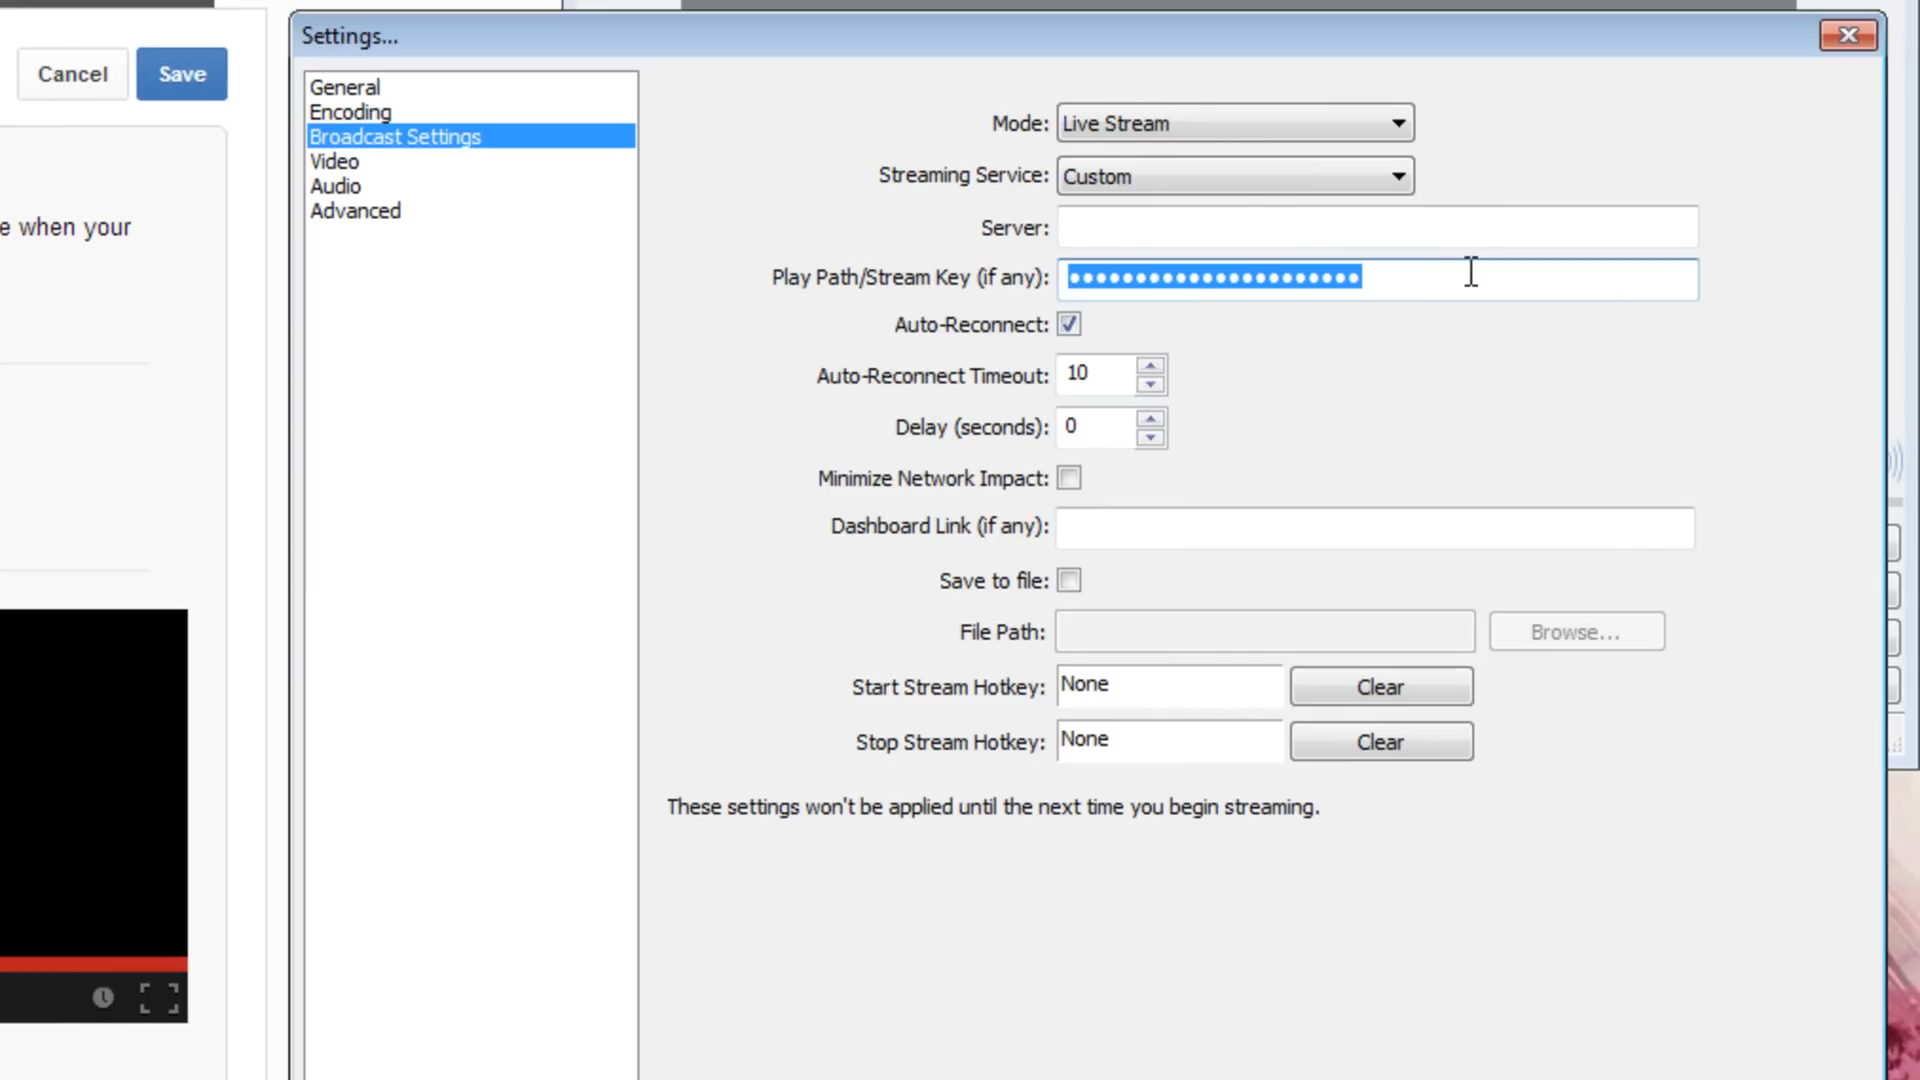 Settings...
Cancel
Save
e when your
General
Encoding
Broadcast Settings
Video
Audio
Advanced
Mode: Live Stream
Streaming Service: Custom
Server:
Play Path/Stream Key (if any): ••••••••••••••••••••••
Auto-Reconnect:
Auto-Reconnect Timeout: 10
Delay (seconds): 0
Minimize Network Impact:
Dashboard Link (if any):
Save to file:
File Path: Browse...
Start Stream Hotkey: None Clear
Stop Stream Hotkey: None Clear
These settings won't be applied until the next time you begin streaming.